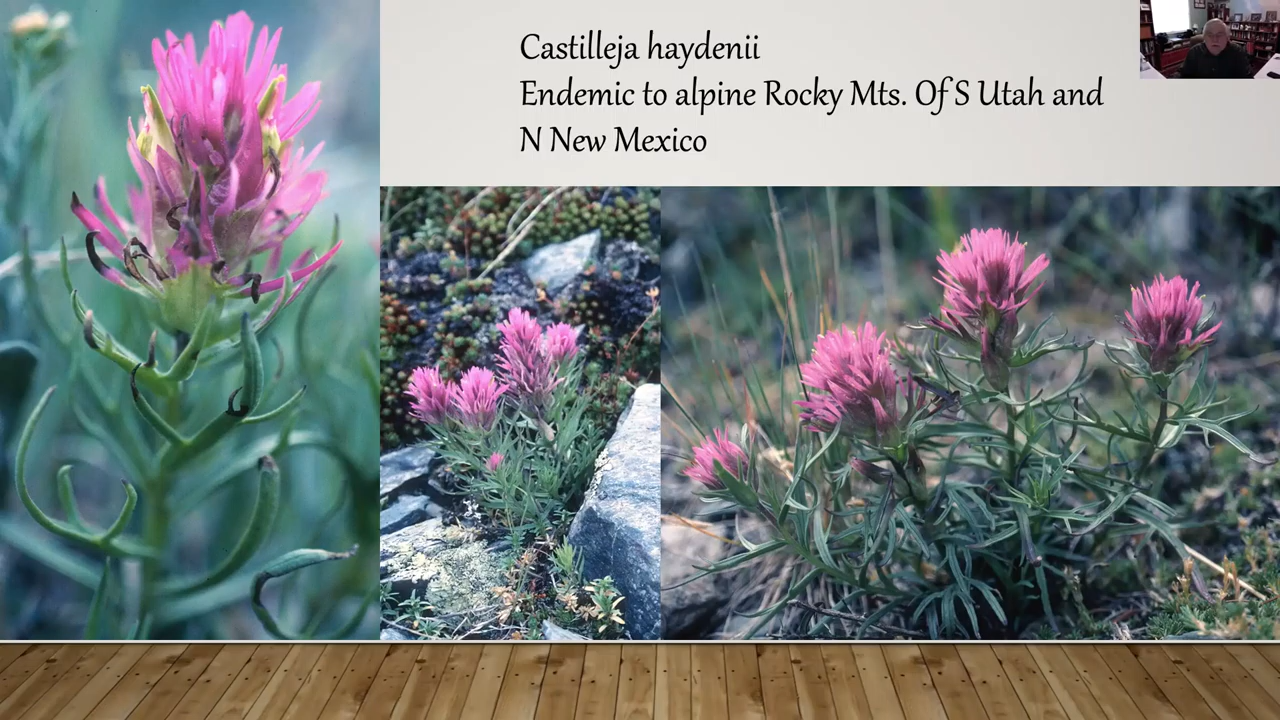 Castilleja haydenii
Endemic to alpine Rocky Mts. Of S Utah and
N New Mexico